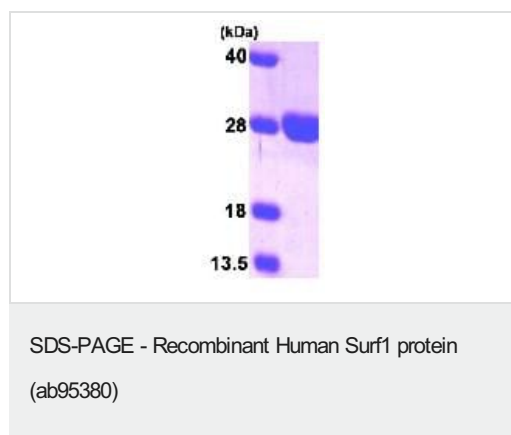 (kDa)
40
28
18
13.5
SDS-PAGE - Recombinant Human Surf1 protein
(ab95380)